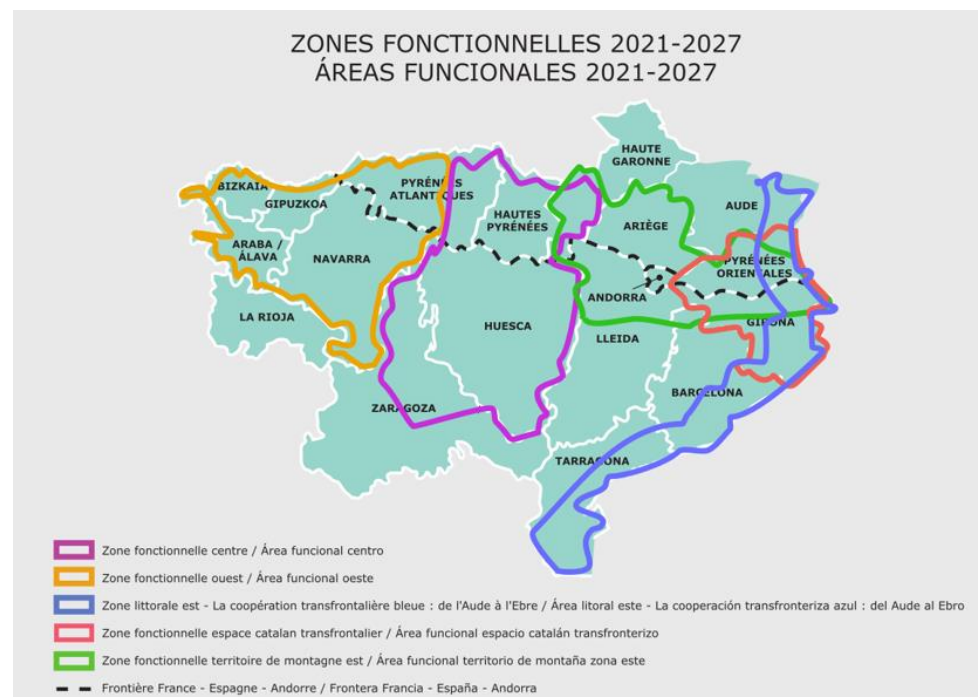 ZONES FONCTIONNELLES 2021-2027
ÁREAS FUNCIONALES 2021-2027
HAUTE
GARONNE
BIZKAIA
GIPUZKOA
PYRÉNÉES
ATLANTIQUES
HAUTES
PYRÉNÉES
ARIÈGE
AUDE
ARABA /
ÁLAVA
NAVARRA
PYRÉNÉES
ORIENTALES
ANDORRA
LA RIOJA
HUESCA
LLEIDA
GIRONA
ZARAGOZA
BARCELONA
TARRAGONA
Zone fonctionnelle centre / Área funcional centro
Zone fonctionnelle ouest / Área funcional oeste
Zone littorale est - La coopération transfrontalière bleue : de l'Aude à l'Ebre / Área litoral este - La cooperación transfronteriza azul : del Aude al Ebro
Zone fonctionnelle espace catalan transfrontalier / Área funcional espacio catalán transfronterizo
Zone fonctionnelle territoire de montagne est / Área funcional territorio de montaña zona este
Frontière France - Espagne - Andorre / Frontera Francia - España - Andorra